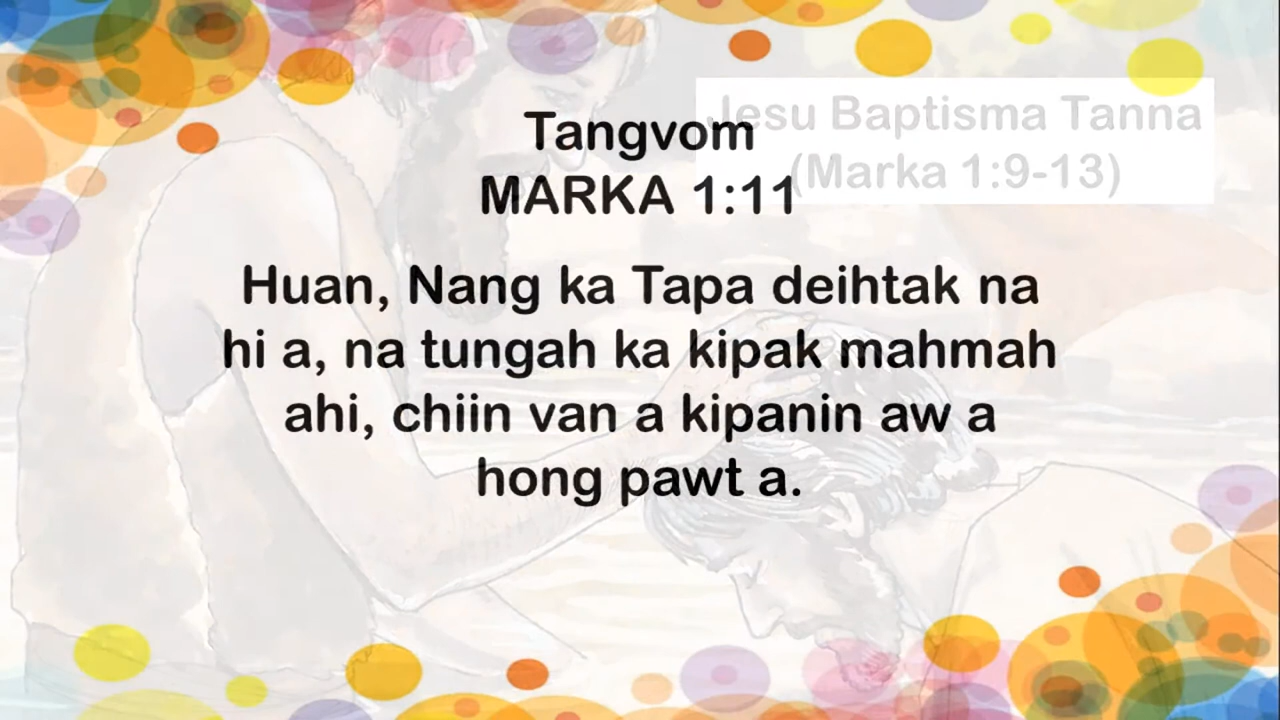 Jesu Baptisma Tanna
(Marka 1:9-13)
Tangvom
MARKA 1:11
Huan, Nang ka Tapa deihtak na
hi a, na tungah ka kipak mahmah
ahi, chiin van a kipanin aw a
hong pawt a.